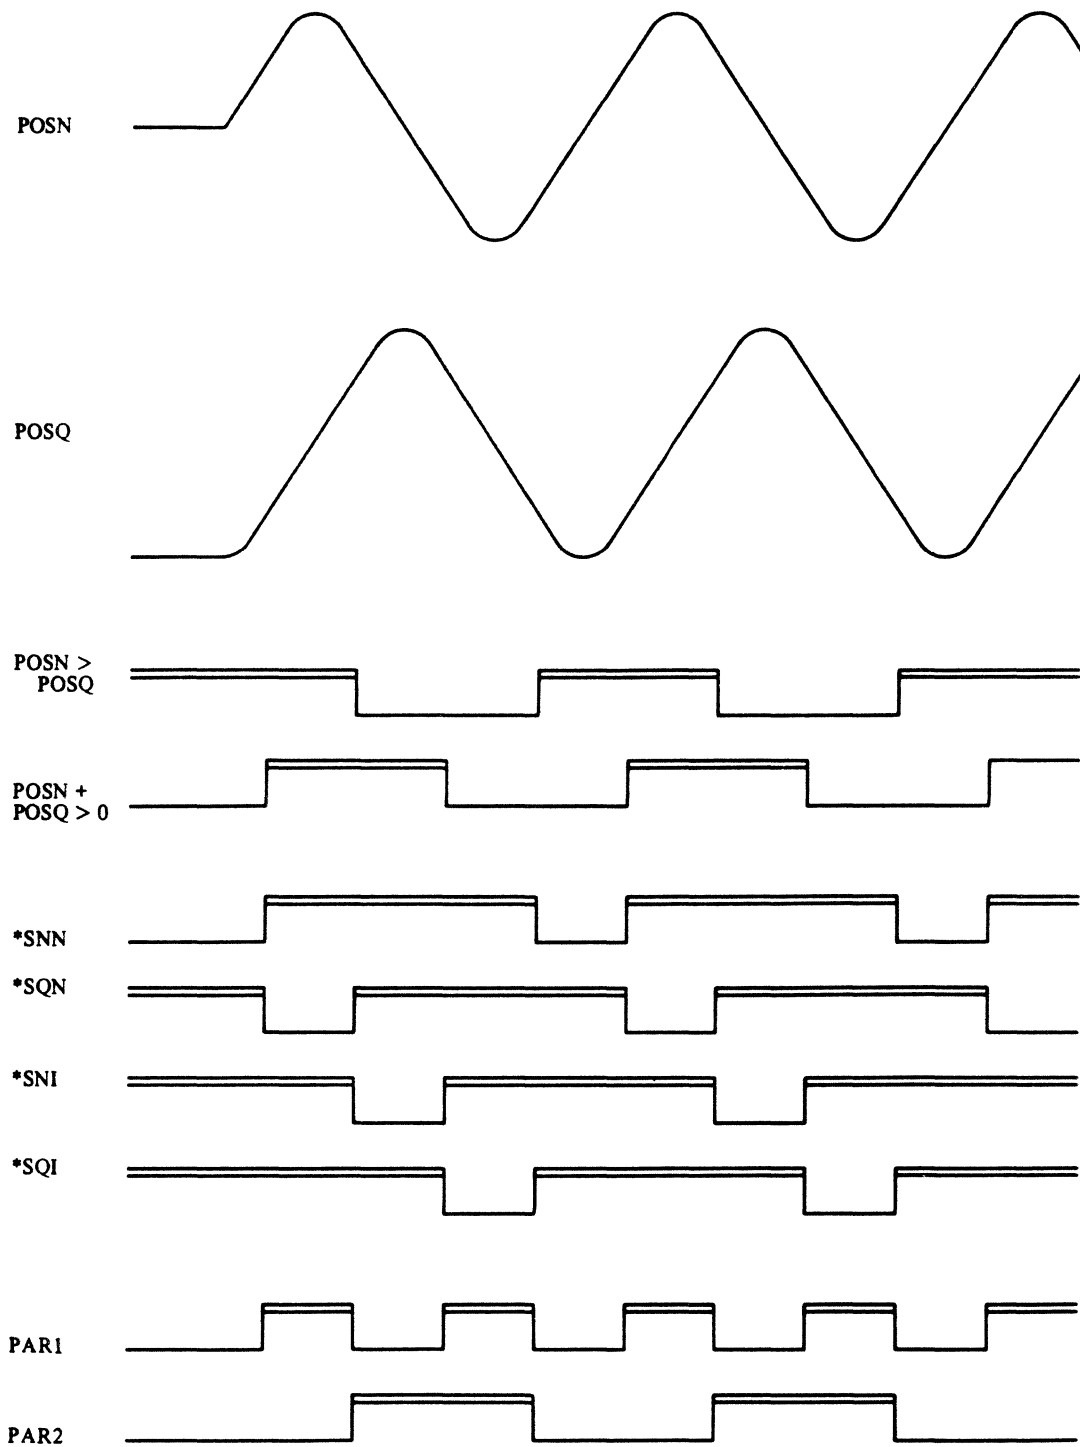 POSN
POSQ
POSN >
POSQ
POSN +
POSQ > 0
*SNN
*SQN
*SNI
*SQI
PAR1
PAR2